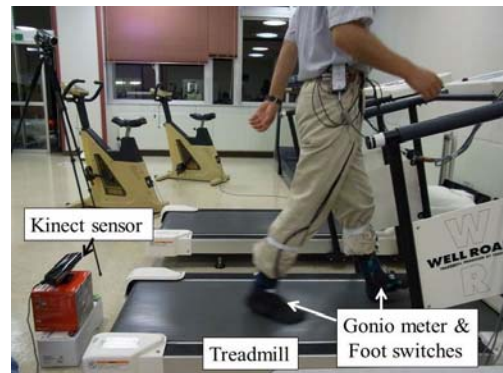 Kinect sensor
W
R
WELL ROAD
Gonio meter &
Foot switches
Treadmill